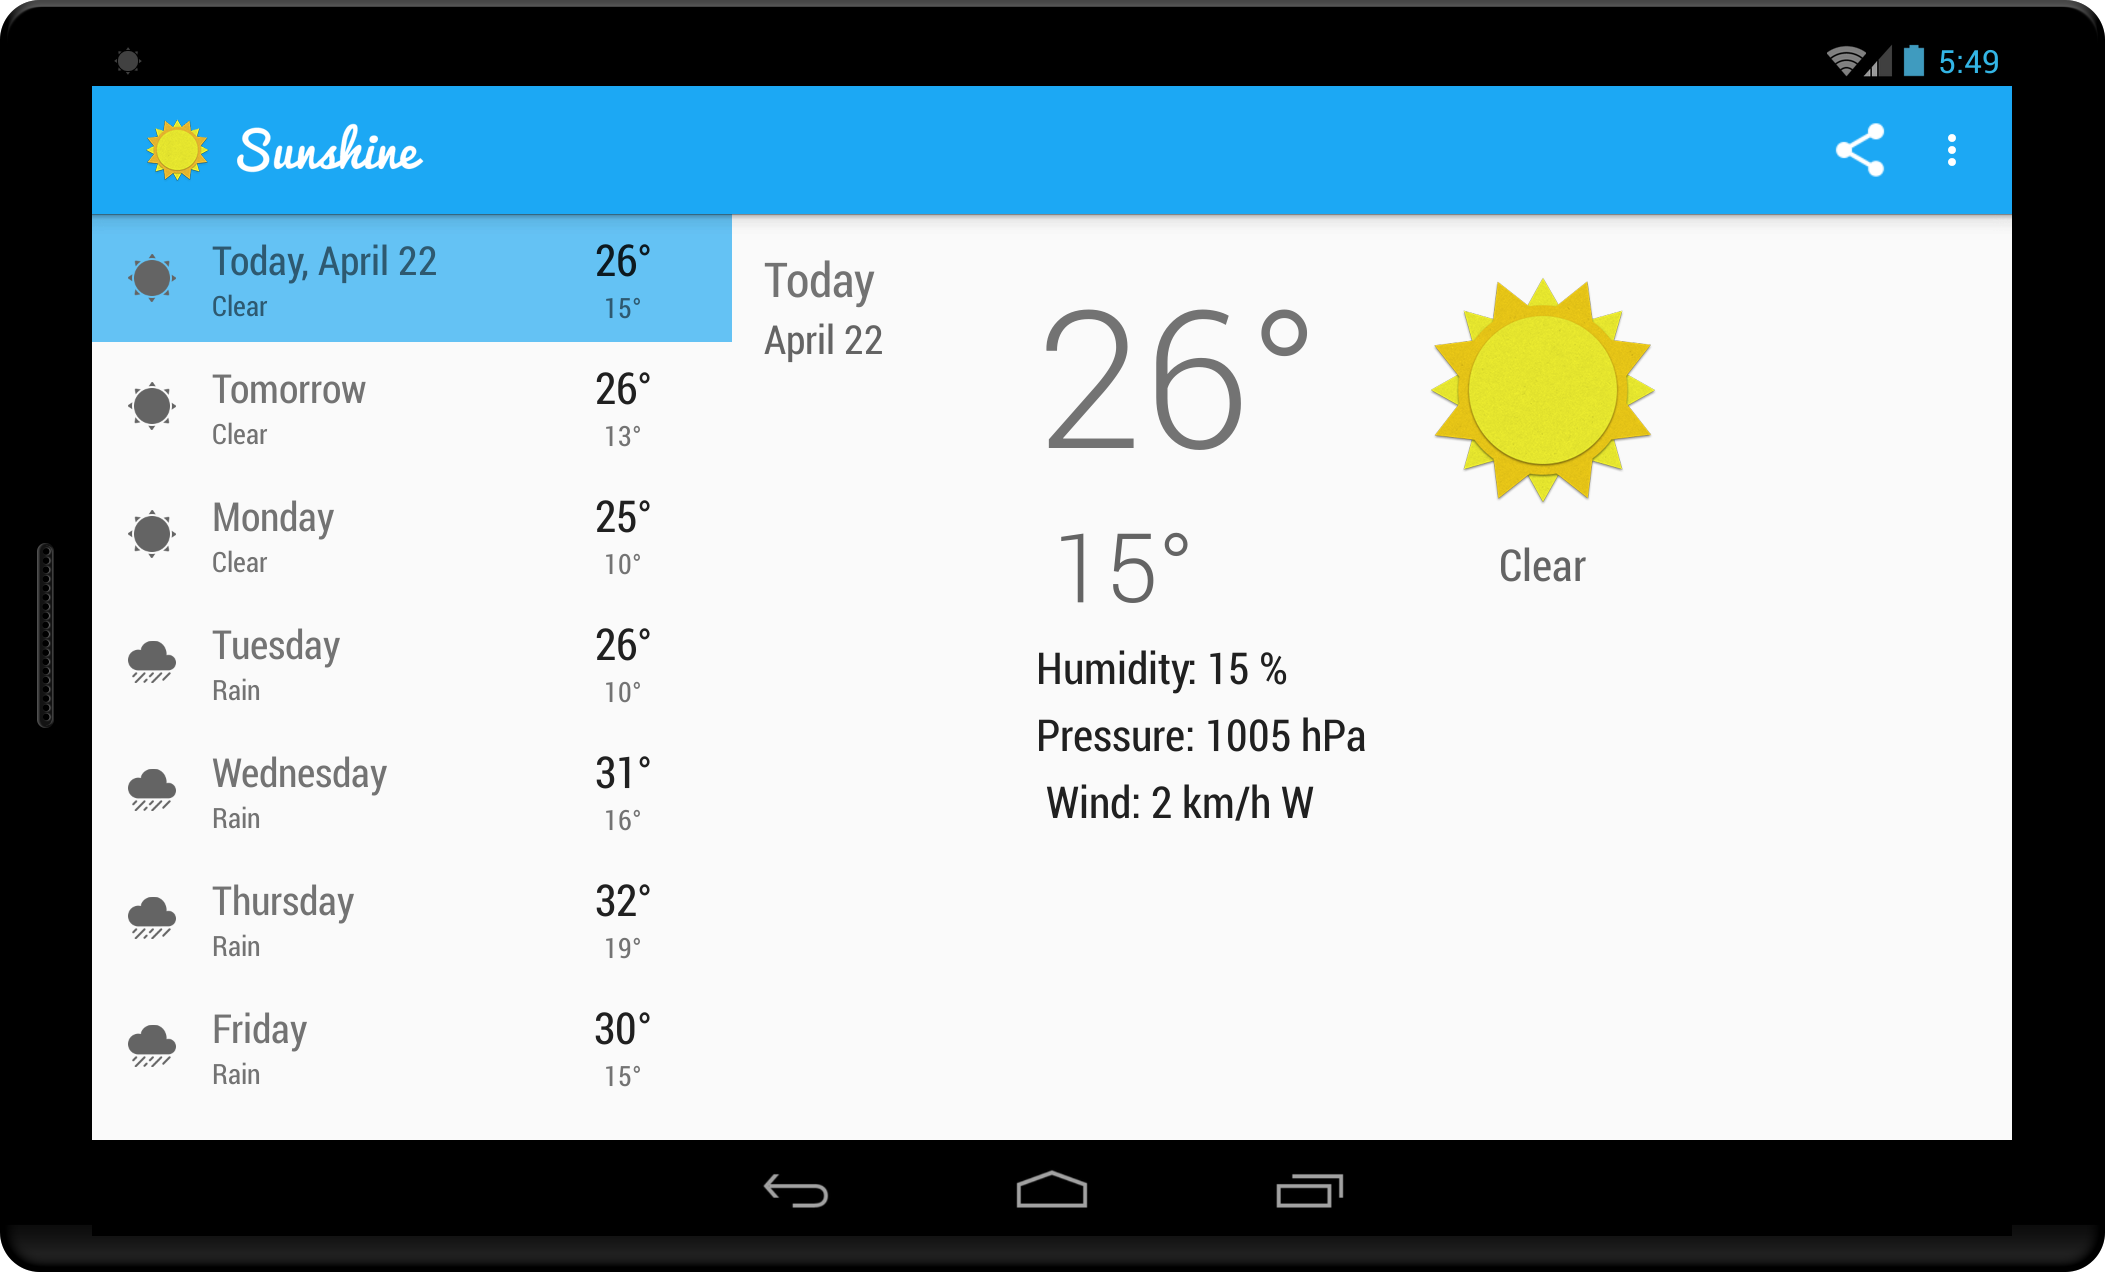 5:49
Sunshine
Today, April 22 26°
Clear 15°
Tomorrow 26°
Clear 13°
Monday 25°
Clear 10°
Tuesday 26°
Rain 10°
Wednesday 31°
Rain 16°
Thursday 32°
Rain 19°
Friday 30°
Rain 15°
Today
April 22
26°
15°
Clear
Humidity: 15 %
Pressure: 1005 hPa
Wind: 2 km/h W